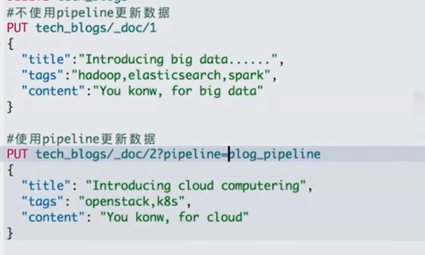 #不使用pipeline更新数据
PUT tech_blogs/_doc/1
{
"title":"Introducing big data......",
"tags":"hadoop,elasticsearch,spark",
"content":"You konw, for big data"
}
#使用pipeline更新数据
PUT tech_blogs/_doc/2?pipeline=blog_pipeline
{
"title": "Introducing cloud computering",
"tags": "openstack,k8s",
"content": "You konw, for cloud"
}